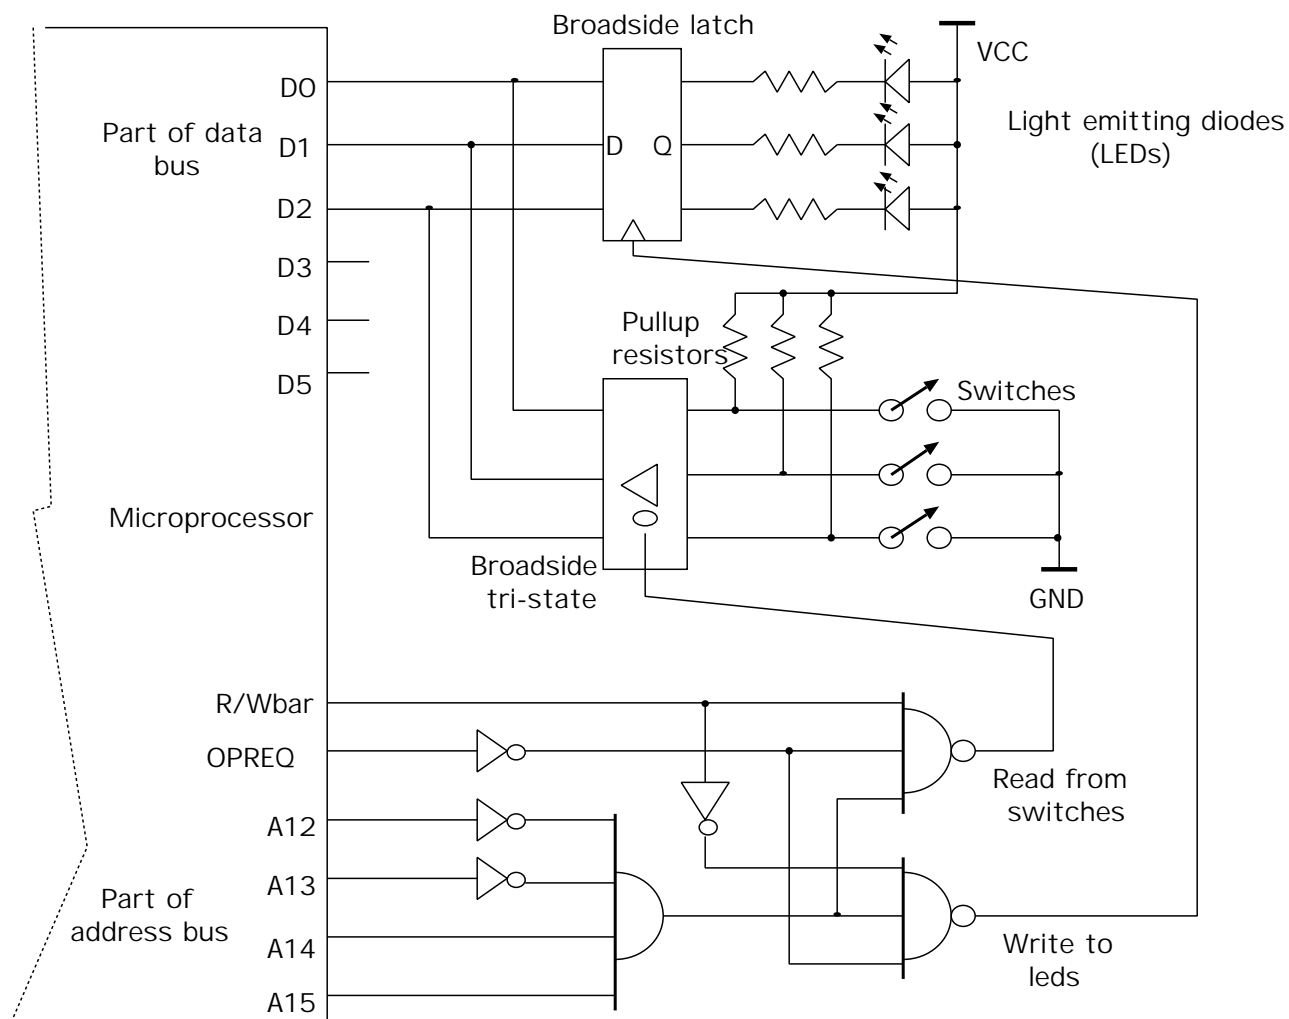 Broadside latch
VCC
D0
Light emitting diodes
(LEDs)
Part of data
bus
D1
D
Q
D2
D3
D4
D5
Pullup
resistors
Switches
Microprocessor
Broadside
tri-state
GND
R/Wbar
OPREQ
Read from
switches
A12
A13
Part of
address bus
A14
Write to
leds
A15